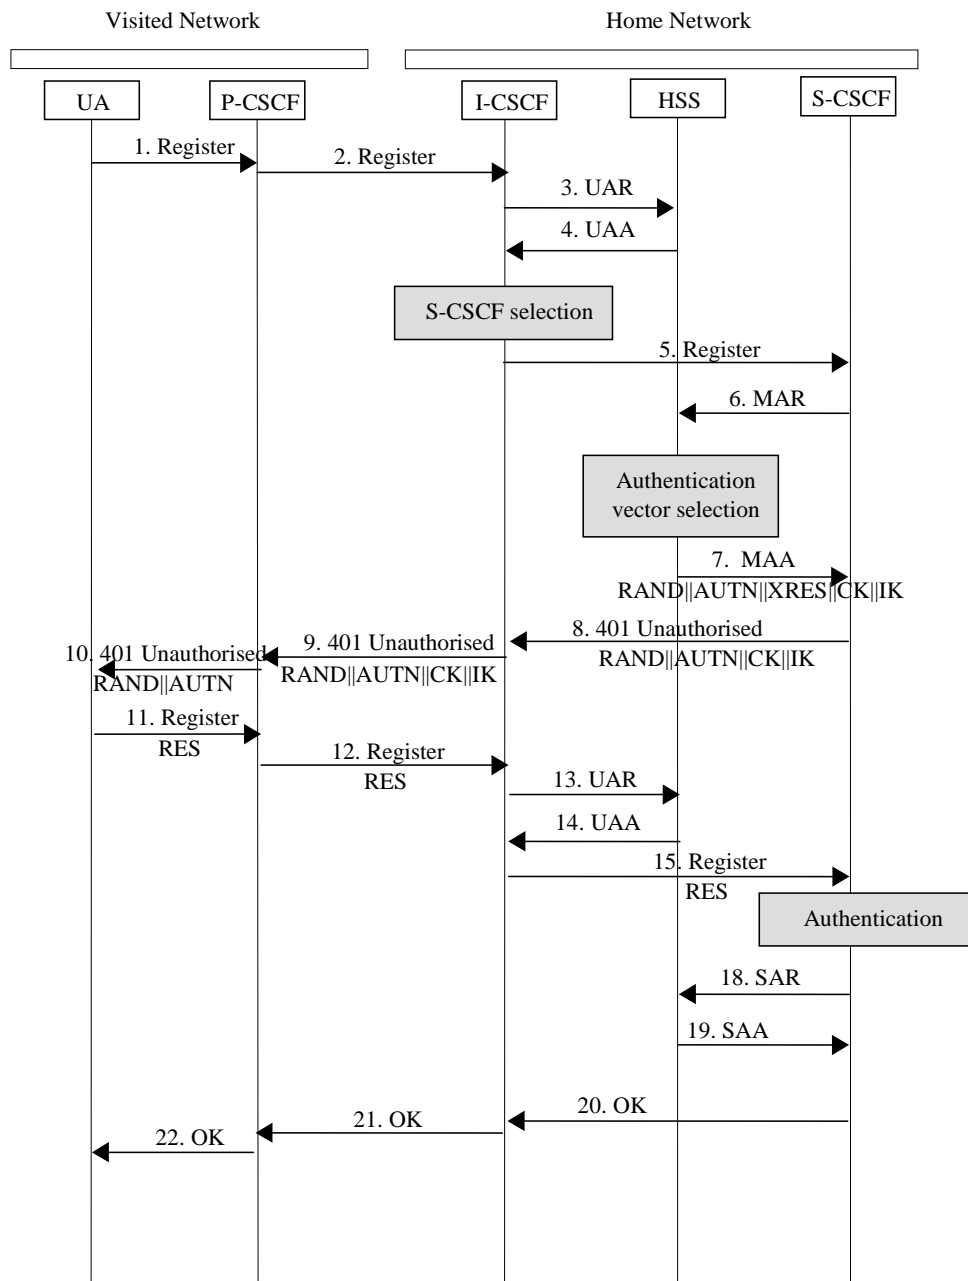 Visited Network
Home Network
UA
P-CSCF
I-CSCF
HSS
S-CSCF
1. Register
2. Register
3. UAR
4. UAA
S-CSCF selection
5. Register
6. MAR
Authentication
vector selection
7. MAA
RAND||AUTN||XRES||CK||IK
8. 401 Unauthorised
RAND||AUTN||CK||IK
9. 401 Unauthorised
RAND||AUTN||CK||IK
10. 401 Unauthorised
RAND||AUTN
11. Register
RES
12. Register
RES
13. UAR
14. UAA
15. Register
RES
Authentication
18. SAR
19. SAA
20. OK
21. OK
22. OK